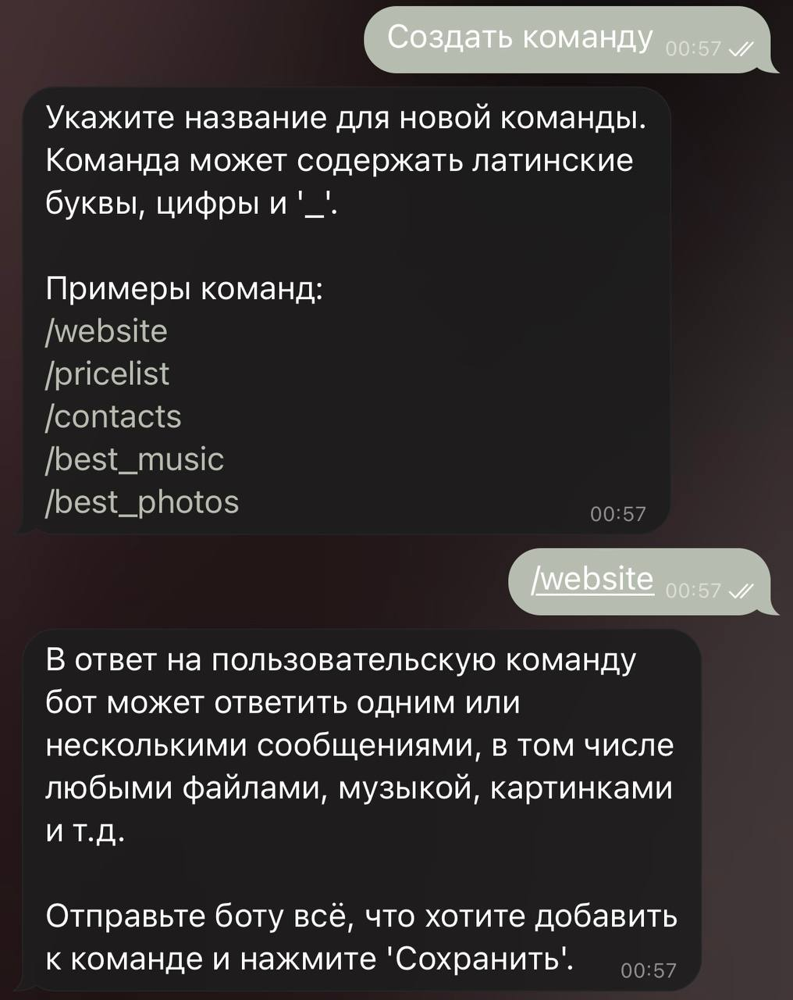 Создать команду 00:57
Укажите название для новой команды.
Команда может содержать латинские
буквы, цифры и '_'.
Примеры команд:
/website
/pricelist
/contacts
/best_music
/best_photos
00:57
/website 00:57
В ответ на пользовательскую команду
бот может ответить одним или
несколькими сообщениями, в том числе
любыми файлами, музыкой, картинками
и т.д.
Отправьте боту всё, что хотите добавить
к команде и нажмите 'Сохранить'.
00:57